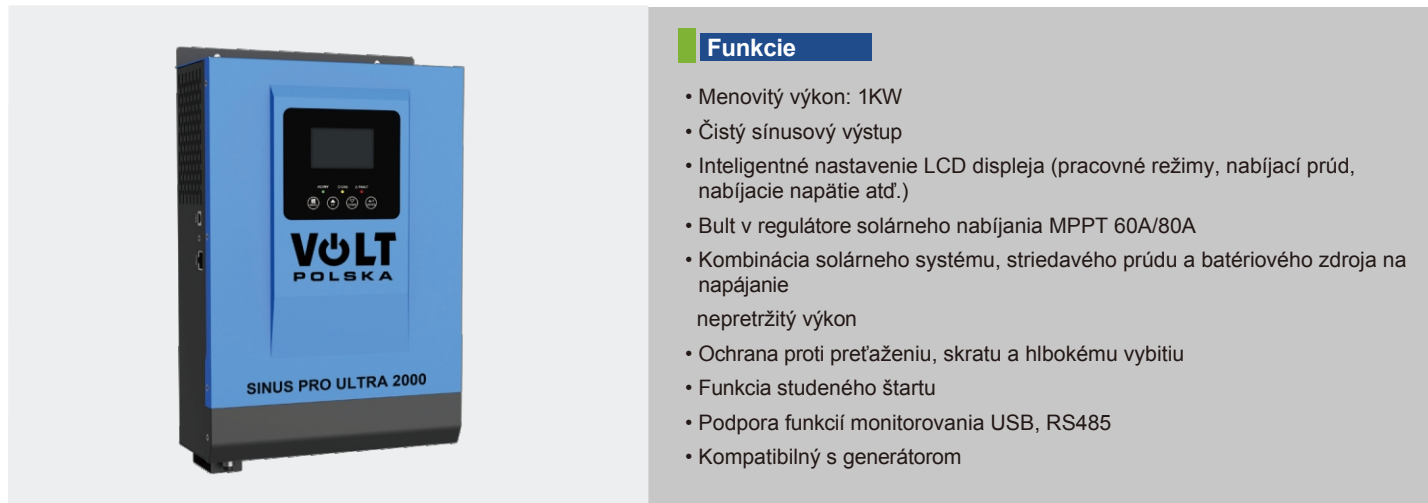 VOLT
POLSKA
SINUS PRO ULTRA 2000
Funkcie
• Menovitý výkon: 1KW
• Čistý sínusový výstup
• Inteligentné nastavenie LCD displeja (pracovné režimy, nabíjací prúd,
nabíjacie napätie atď.)
• Bult v regulátore solárneho nabíjania MPPT 60A/80A
• Kombinácia solárneho systému, striedavého prúdu a batériového zdroja na
napájanie
nepretržitý výkon
• Ochrana proti preťaženiu, skratu a hlbokému vybitiu
• Funkcia studeného štartu
• Podpora funkcií monitorovania USB, RS485
• Kompatibilný s generátorom